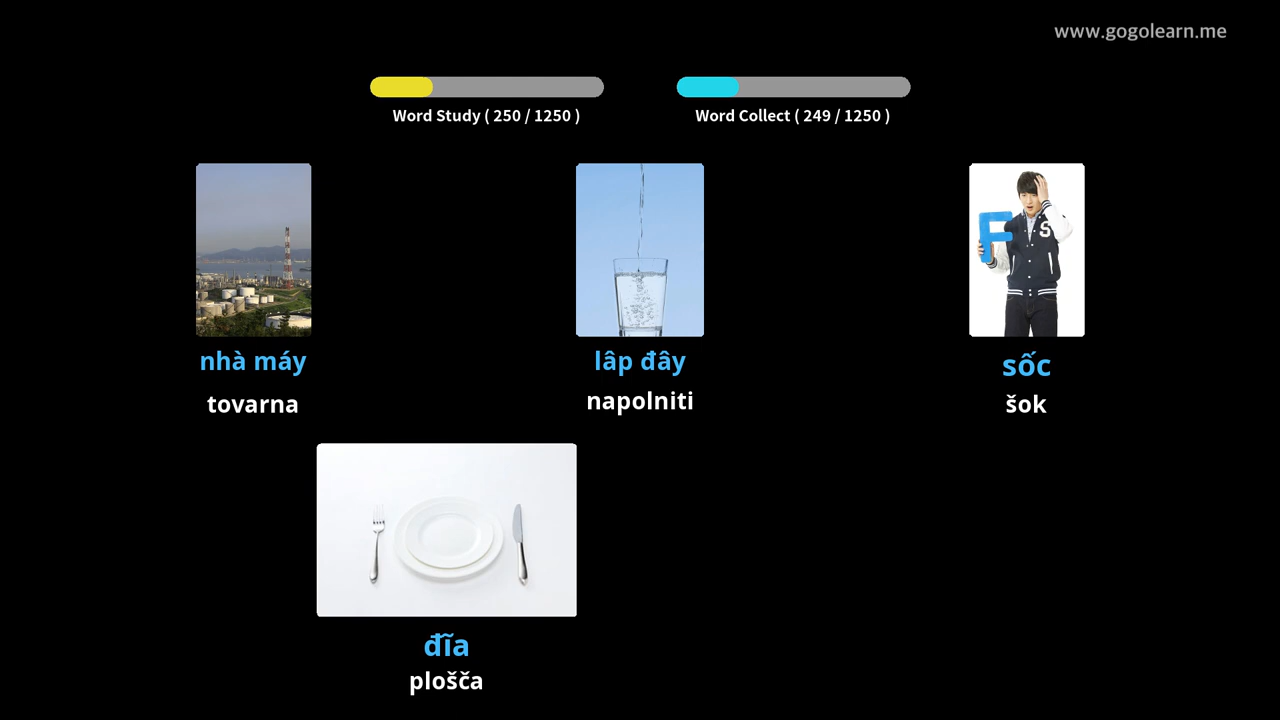 www.gogolearn.me
Word Study ( 250 / 1250 )
Word Collect ( 249 / 1250 )
F
S
nhà máy
lâp đây
sốc
tovarna
napolniti
šok
đĩa
plošča